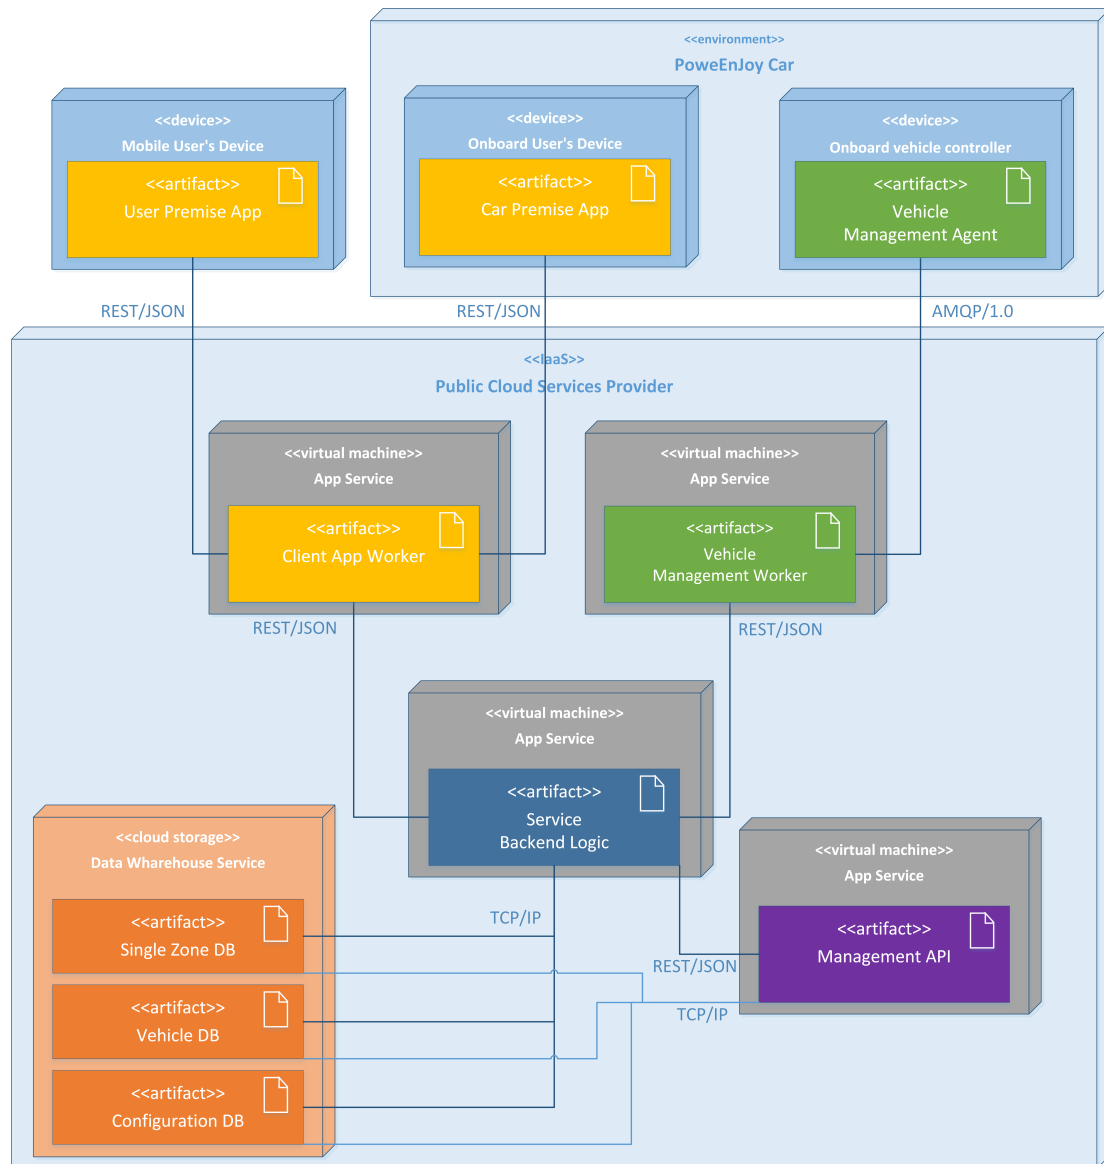 <<environment>>
PoweEnJoy Car
<<device>>
Mobile User's Device
<<artifact>>
User Premise App
<<device>>
Onboard User's Device
<<artifact>>
Car Premise App
<<device>>
Onboard vehicle controller
<<artifact>>
Vehicle
Management Agent
REST/JSON
REST/JSON
AMQP/1.0
<<IaaS>>
Public Cloud Services Provider
<<virtual machine>>
App Service
<<artifact>>
Client App Worker
<<virtual machine>>
App Service
<<artifact>>
Vehicle
Management Worker
REST/JSON
REST/JSON
<<virtual machine>>
App Service
<<artifact>>
Service
Backend Logic
<<cloud storage>>
Data Wharehouse Service
<<artifact>>
Single Zone DB
<<artifact>>
Vehicle DB
<<artifact>>
Configuration DB
TCP/IP
<<virtual machine>>
App Service
<<artifact>>
Management API
REST/JSON
TCP/IP